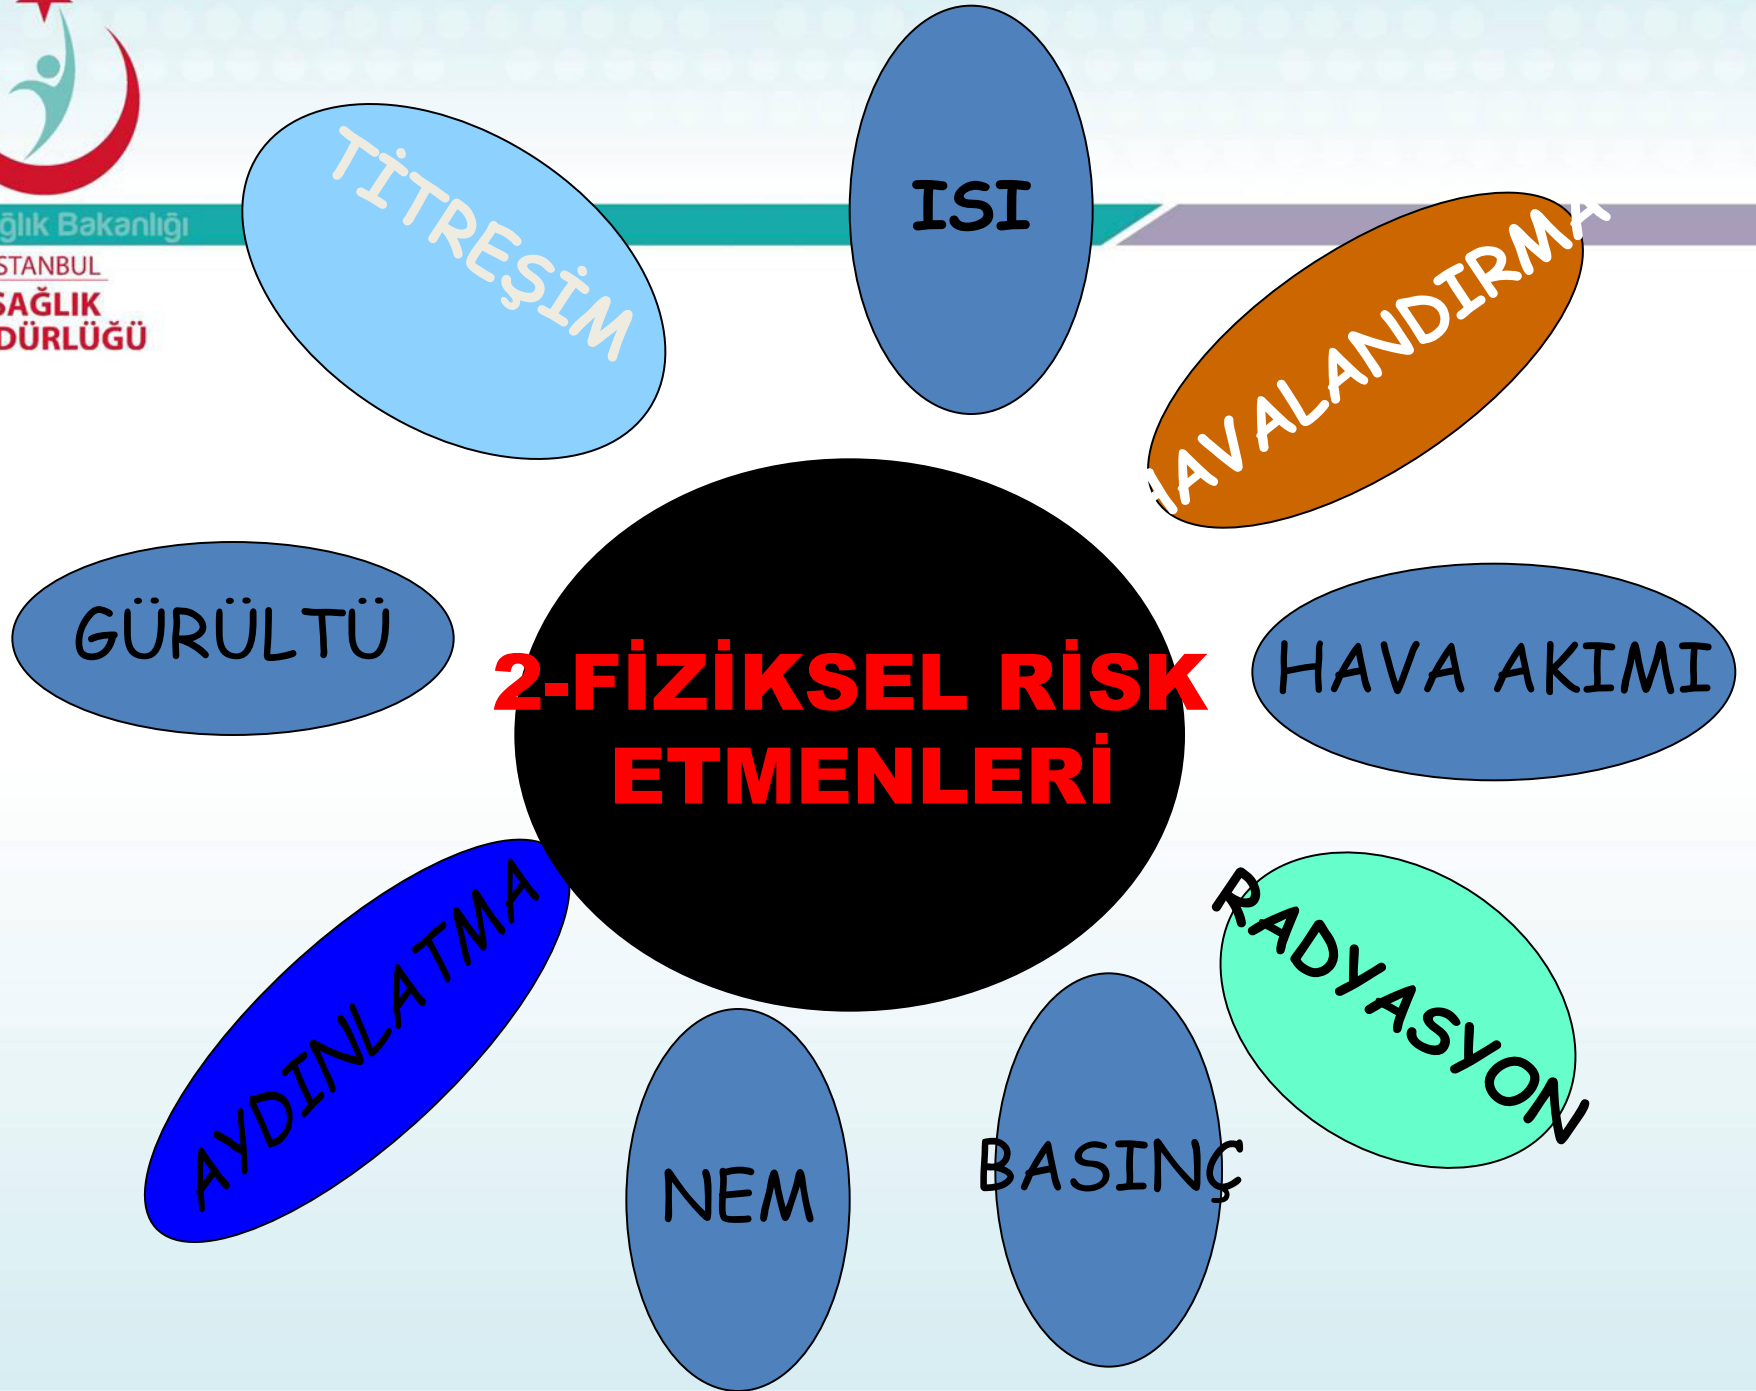 ğlık Bakanlığı
STANBUL
SAĞLIK
DÜRLÜĞÜ
TİTREŞİM
ISI
HAVALANDIRMA
GÜRÜLTÜ
2-FİZİKSEL RİSK
ETMENLERİ
HAVA AKIMI
AYDINLATMA
RADYASYON
NEM
BASINÇ